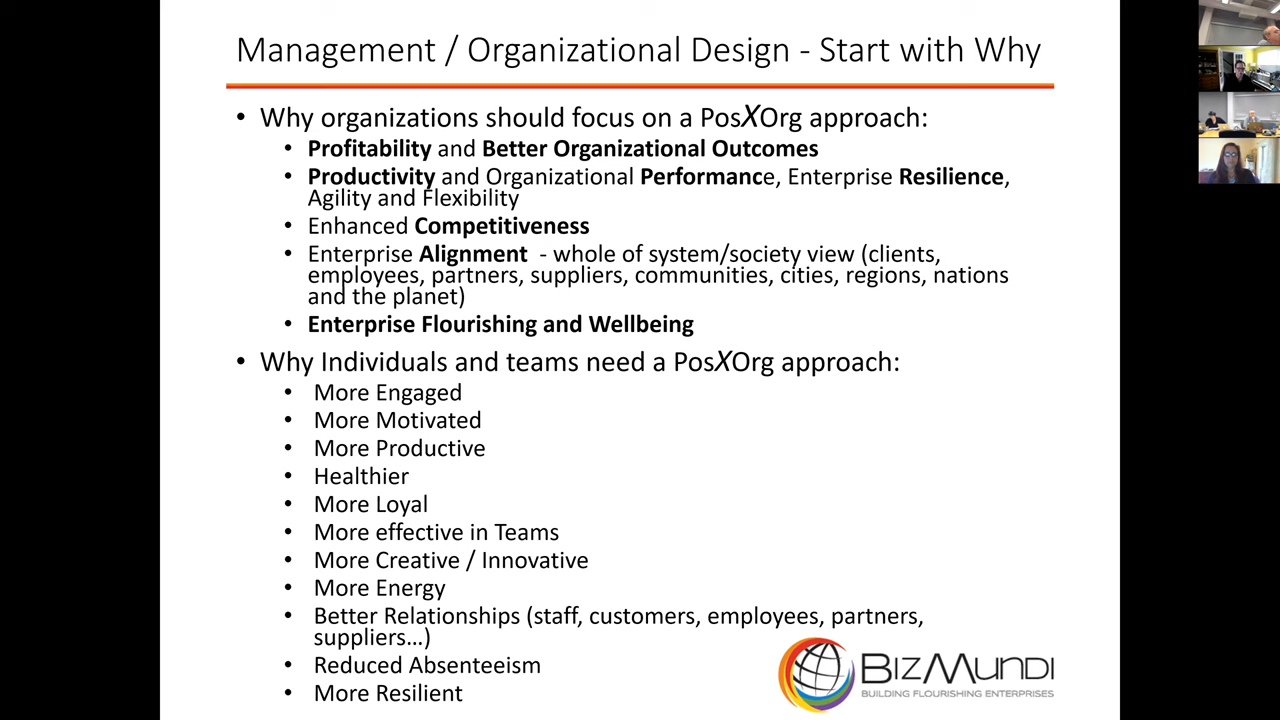 Management / Organizational Design - Start with Why
• Why organizations should focus on a PosXOrg approach:
• Profitability and Better Organizational Outcomes
• Productivity and Organizational Performance, Enterprise Resilience,
Agility and Flexibility
• Enhanced Competitiveness
• Enterprise Alignment - whole of system/society view (clients,
employees, partners, suppliers, communities, cities, regions, nations
and the planet)
• Enterprise Flourishing and Wellbeing
• Why Individuals and teams need a PosXOrg approach:
• More Engaged
• More Motivated
• More Productive
• Healthier
• More Loyal
• More effective in Teams
• More Creative / Innovative
• More Energy
• Better Relationships (staff, customers, employees, partners,
suppliers…)
• Reduced Absenteeism
• More Resilient
BIZMUNDI
BUILDING FLOURISHING ENTERPRISES